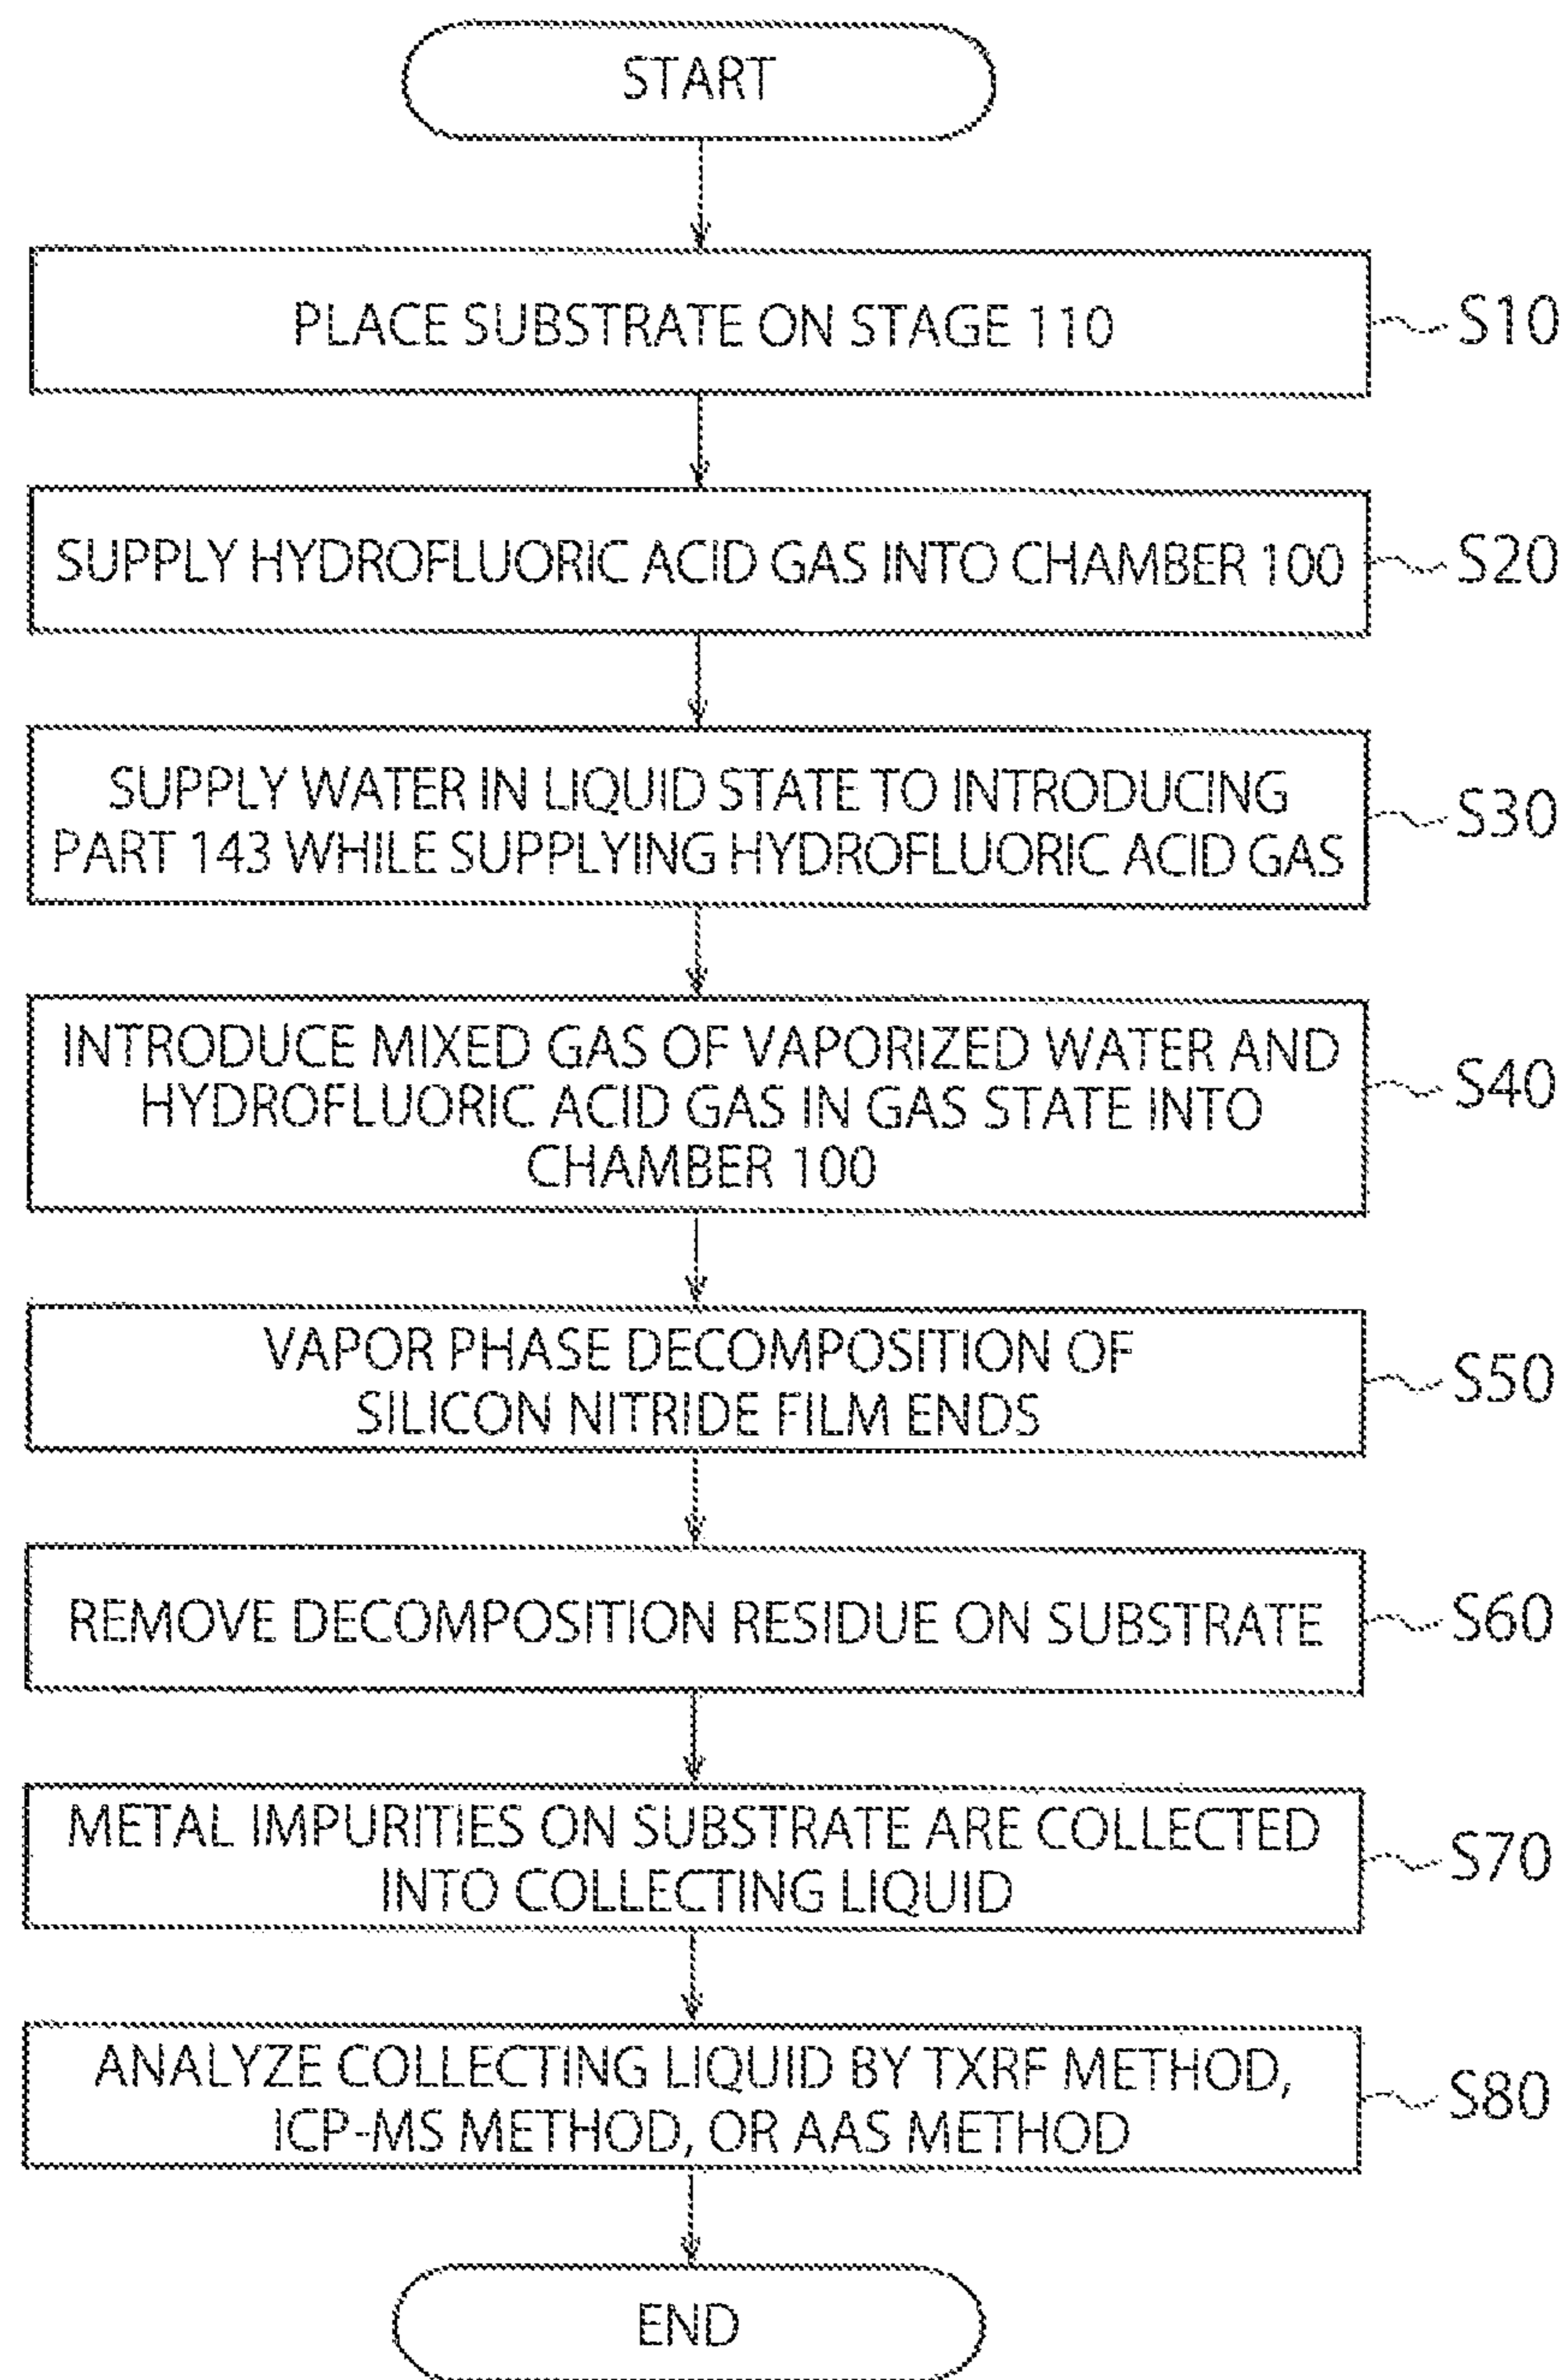 START
PLACE SUBSTRATE ON STAGE 110
S10
SUPPLY HYDROFLUORIC ACID GAS INTO CHAMBER 100
S20
SUPPLY WATER IN LIQUID STATE TO INTRODUCING
PART 143 WHILE SUPPLYING HYDROFLUORIC ACID GAS
S30
INTRODUCE MIXED GAS OF VAPORIZED WATER AND
HYDROFLUORIC ACID GAS IN GAS STATE INTO
CHAMBER 100
S40
VAPOR PHASE DECOMPOSITION OF
SILICON NITRIDE FILM ENDS
S50
REMOVE DECOMPOSITION RESIDUE ON SUBSTRATE
S60
METAL IMPURITIES ON SUBSTRATE ARE COLLECTED
INTO COLLECTING LIQUID
S70
ANALYZE COLLECTING LIQUID BY TXRF METHOD,
ICP-MS METHOD, OR AAS METHOD
S80
END